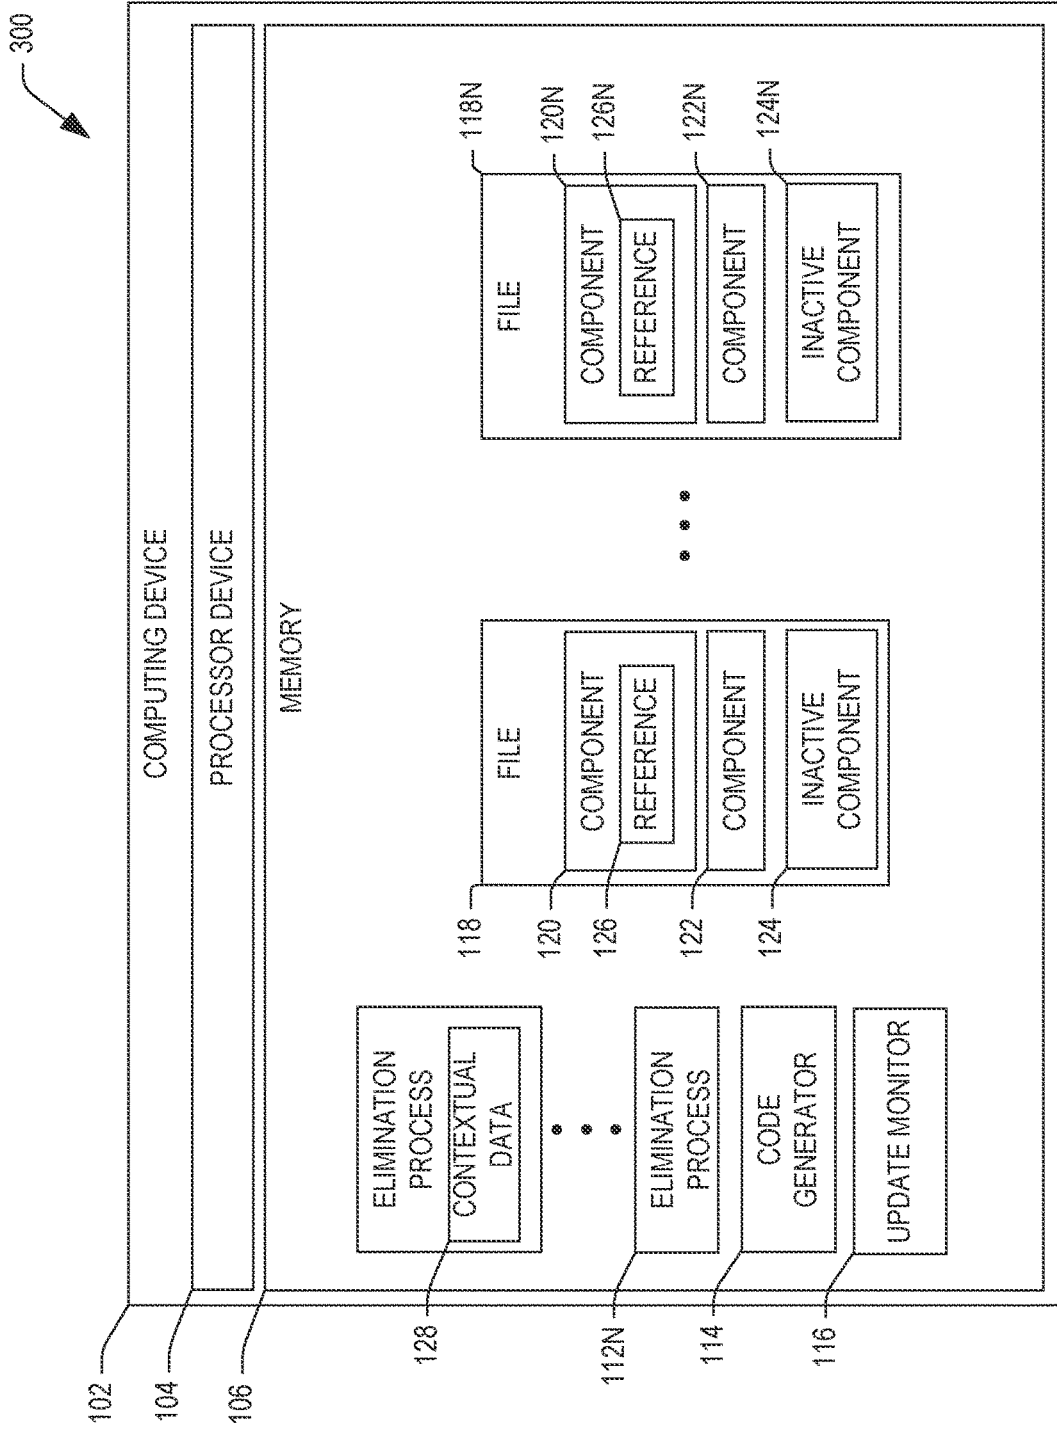 300
102
COMPUTING DEVICE
104
PROCESSOR DEVICE
106
MEMORY
ELIMINATION
PROCESS
CONTEXTUAL
DATA
128
ELIMINATION
PROCESS
112N
CODE
GENERATOR
114
UPDATE MONITOR
116
118
FILE
120
COMPONENT
126
REFERENCE
122
COMPONENT
124
INACTIVE
COMPONENT
118N
FILE
120N
COMPONENT
126N
REFERENCE
122N
COMPONENT
124N
INACTIVE
COMPONENT